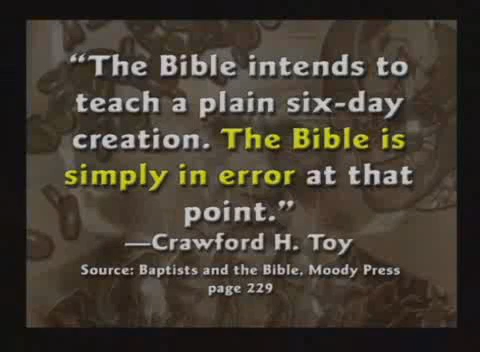 “The Bible intends to
teach a plain six-day
creation. The Bible is
simply in error at that
point.”
—Crawford H. Toy
Source: Baptists and the Bible, Moody Press
page 229